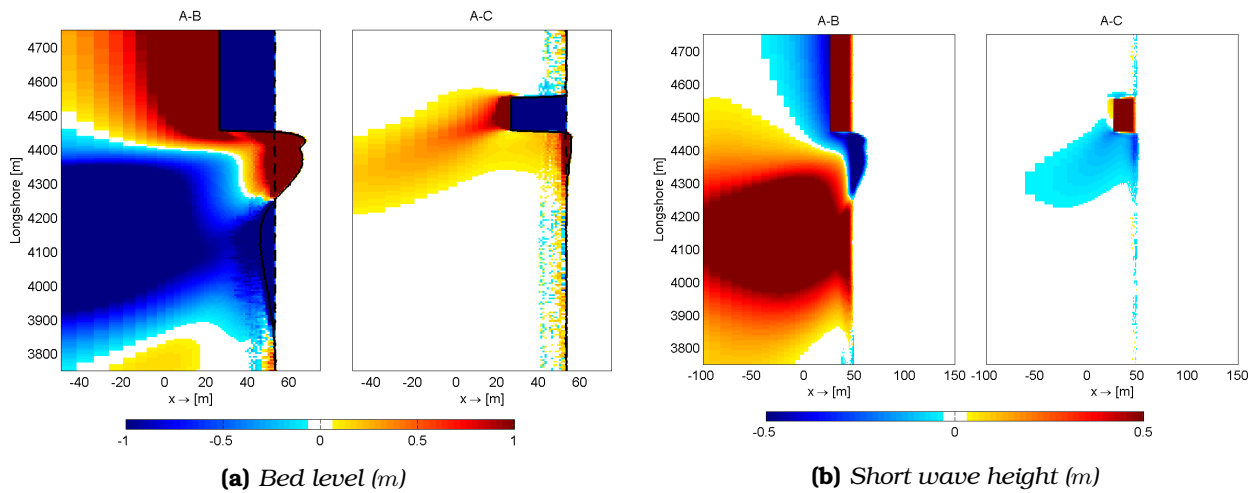 A-B
A-C
Longshore [m]
4700
4600
4500
4400
4300
4200
4100
4000
3900
3800
-50 -40 -20 0 20 40 60
x → [m]
-40 -20 0 20 40 60
x → [m]
-1 -0.5 0 0.5 1
(a) Bed level (m)
A-B
A-C
Longshore [m]
4700
4600
4500
4400
4300
4200
4100
4000
3900
3800
-100 -50 0 50 100 150
x → [m]
-100 -50 0 50 100 150
x → [m]
-0.5 0 0.5
(b) Short wave height (m)